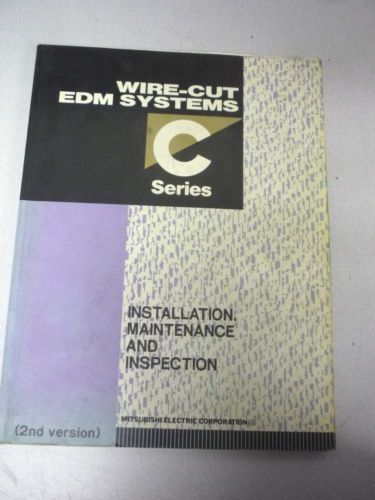 WIRE-CUT
EDM SYSTEMS
C
Series
INSTALLATION,
MAINTENANCE
AND
INSPECTION
MITSUBISHI ELECTRIC CORPORATION
(2nd version)